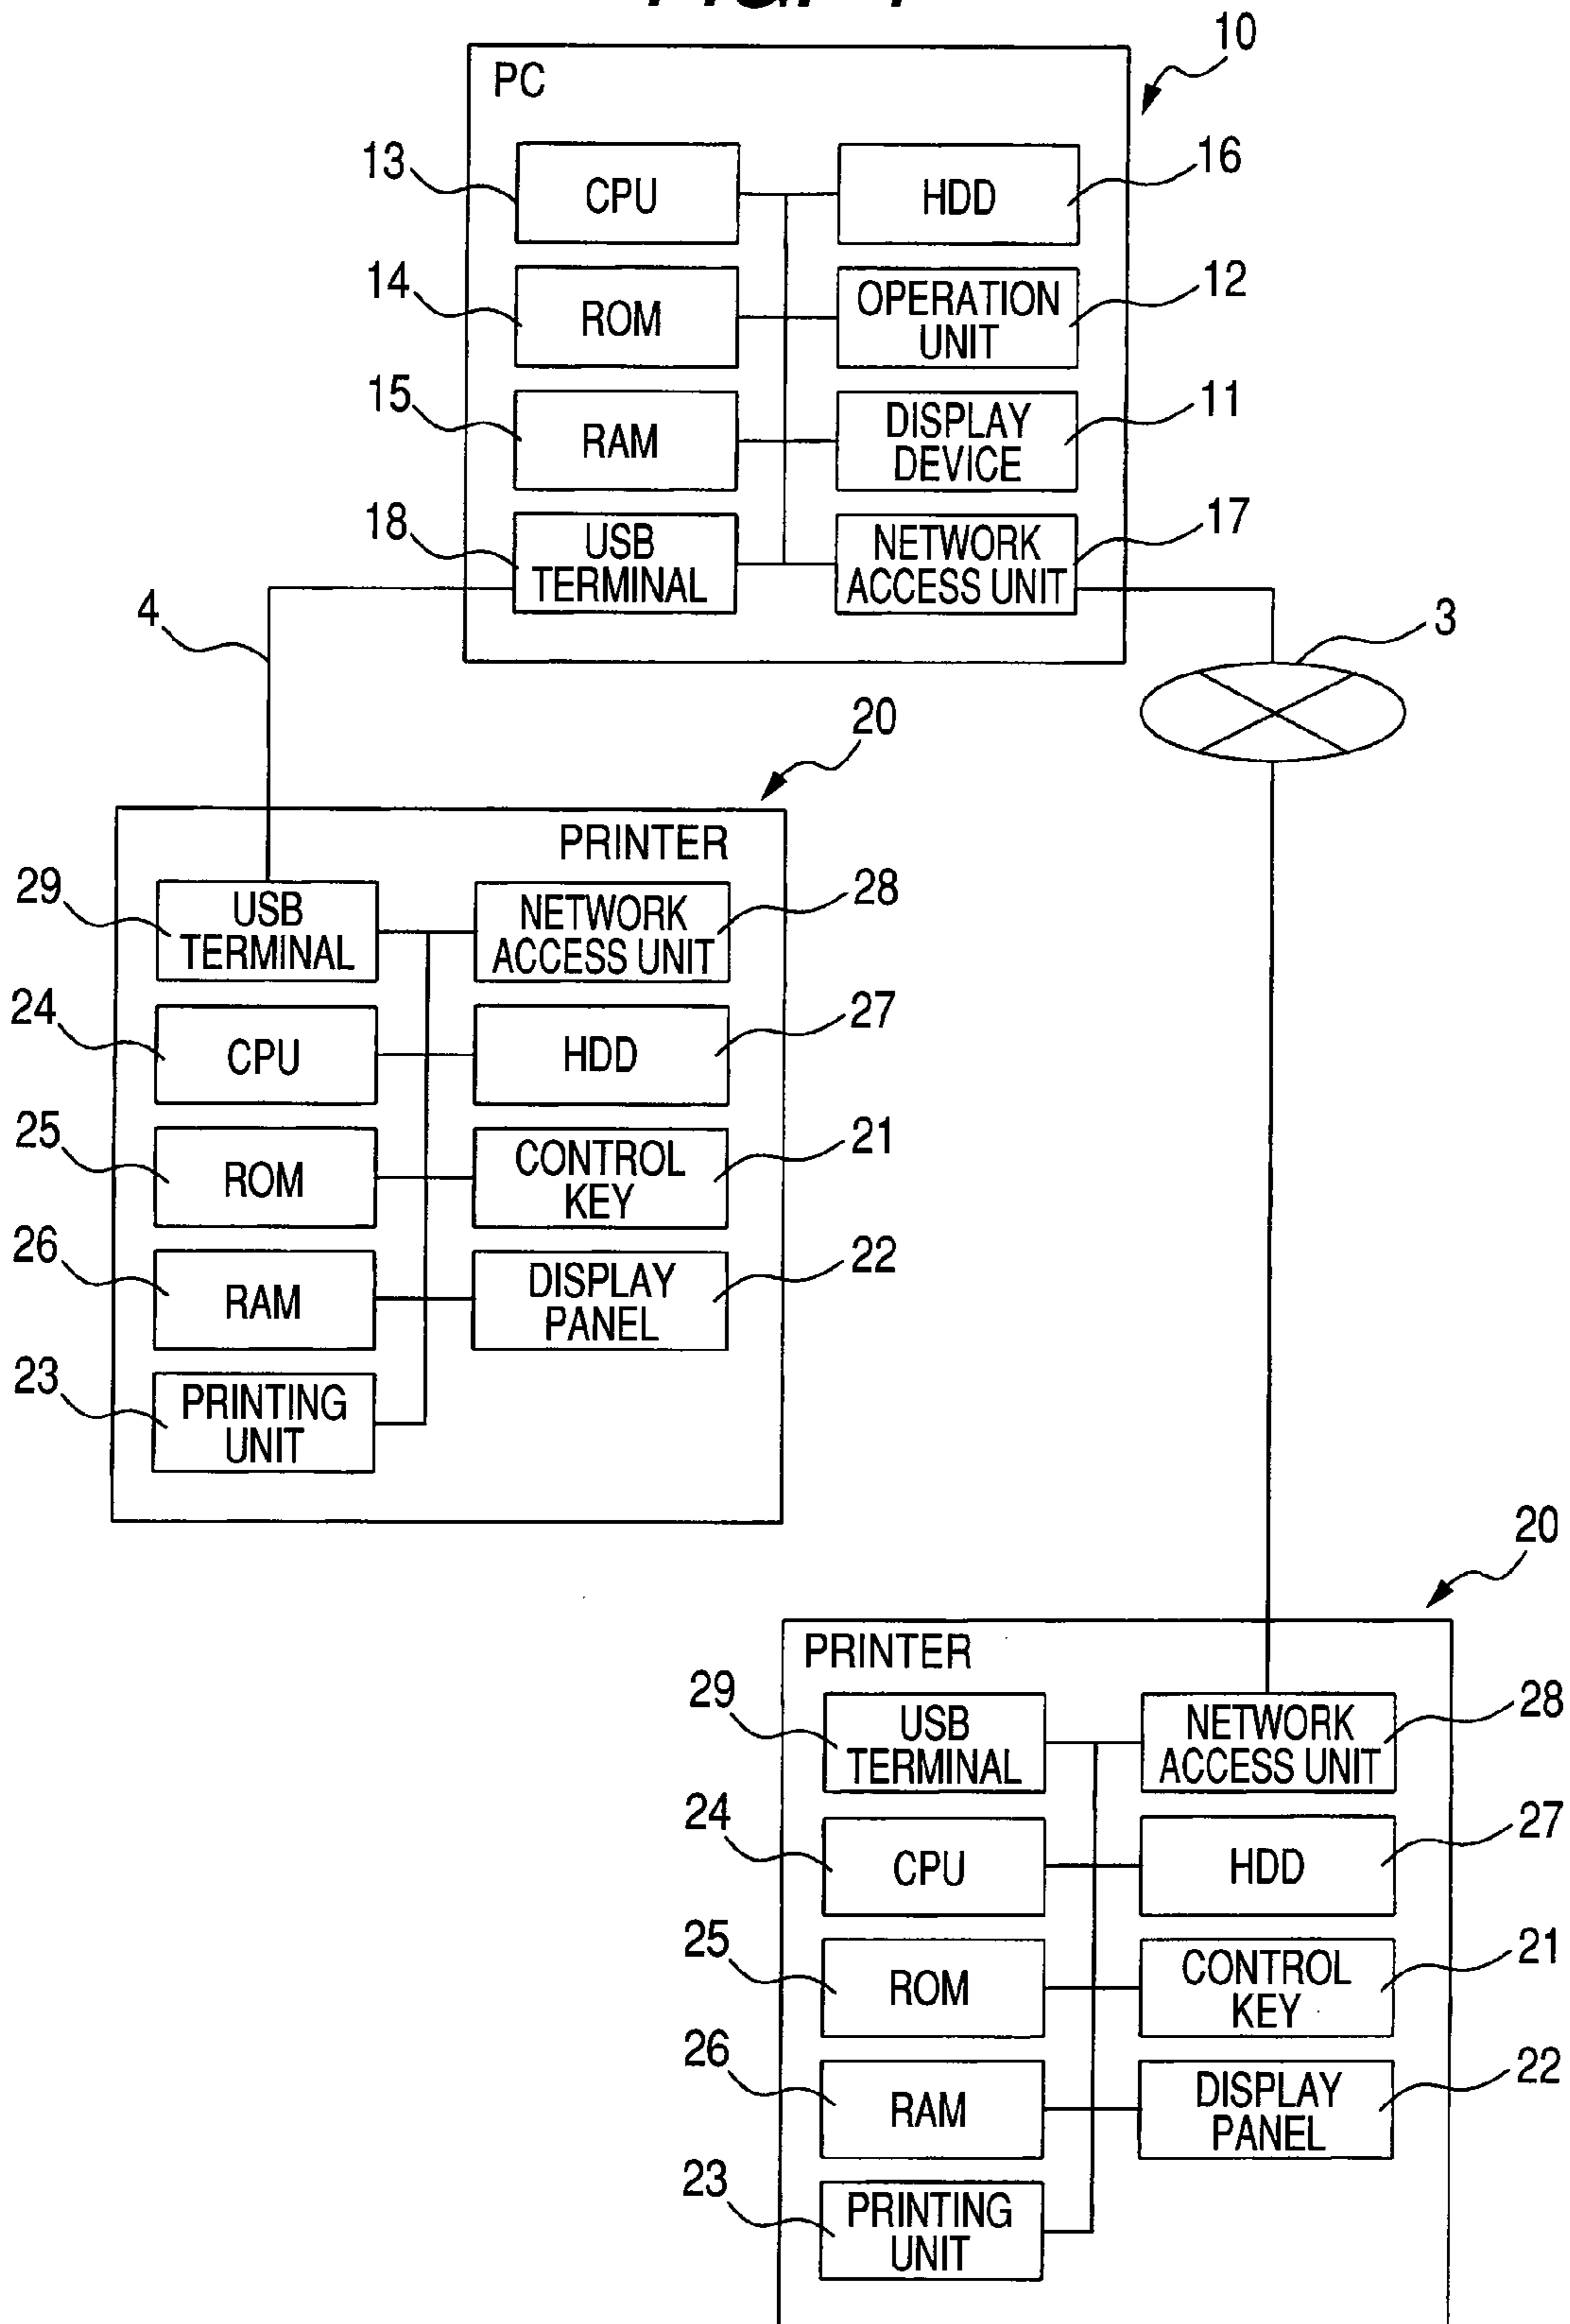 10
PC
13
CPU
HDD
16
14
ROM
OPERATION
UNIT
12
15
RAM
DISPLAY
DEVICE
11
18
USB
TERMINAL
NETWORK
ACCESS UNIT
17
4
3
20
PRINTER
29
USB
TERMINAL
NETWORK
ACCESS UNIT
28
24
CPU
HDD
27
25
ROM
CONTROL
KEY
21
26
RAM
DISPLAY
PANEL
22
23
PRINTING
UNIT
20
PRINTER
29
USB
TERMINAL
NETWORK
ACCESS UNIT
28
24
CPU
HDD
27
25
ROM
CONTROL
KEY
21
26
RAM
DISPLAY
PANEL
22
23
PRINTING
UNIT